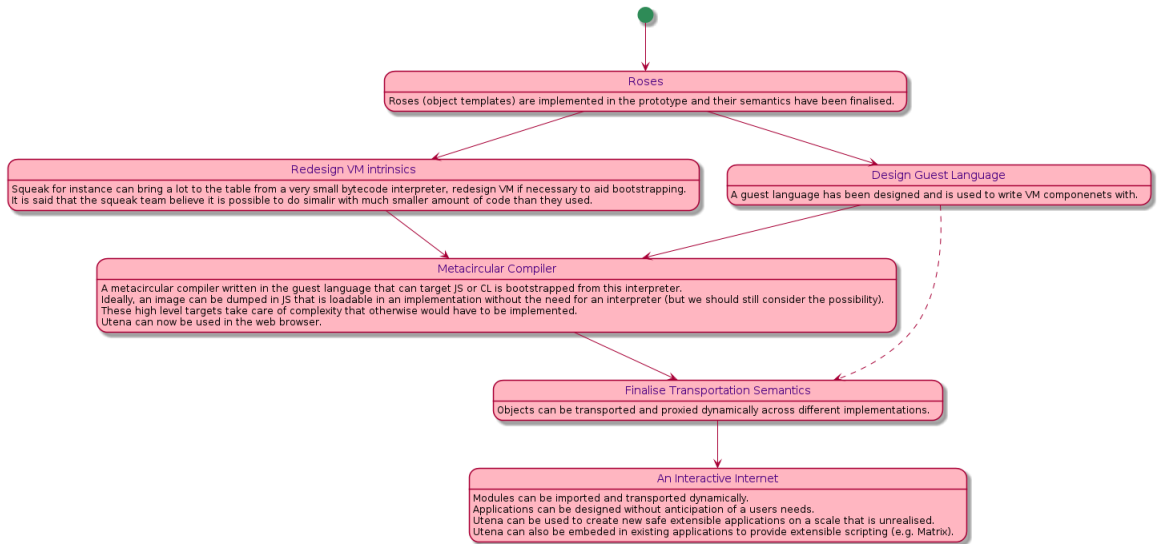 Roses
Roses (object templates) are implemented in the prototype and their semantics have been finalised.
Redesign VM intrinsics
Squeak for instance can bring a lot to the table from a very small bytecode interpreter, redesign VM if necessary to aid bootstrapping.
It is said that the squeak team believe it is possible to do simalir with much smaller amount of code than they used.
Design Guest Language
A guest language has been designed and is used to write VM componenets with.
Metacircular Compiler
A metacircular compiler written in the guest language that can target JS or CL is bootstrapped from this interpreter.
Ideally, an image can be dumped in JS that is loadable in an implementation without the need for an interpreter (but we should still consider the possibility).
These high level targets take care of complexity that otherwise would have to be implemented.
Utena can now be used in the web browser.
Finalise Transportation Semantics
Objects can be transported and proxied dynamically across different implementations.
An Interactive Internet
Modules can be imported and transported dynamically.
Applications can be designed without anticipation of a users needs.
Utena can be used to create new safe extensible applications on a scale that is unrealised.
Utena can also be embeded in existing applications to provide extensible scripting (e.g. Matrix).